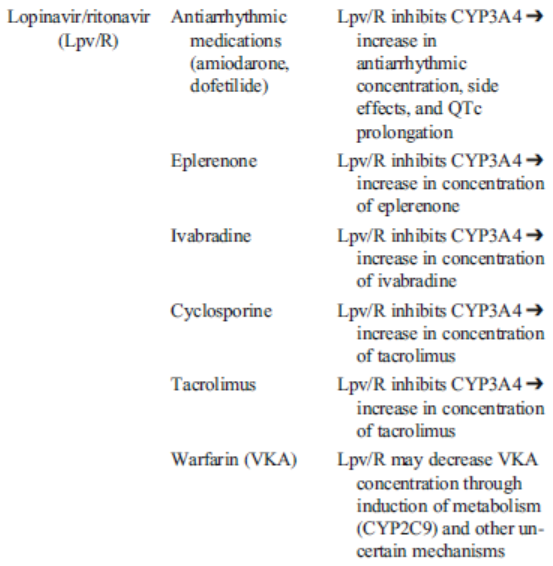 Lopinavir/ritonavir Antiarrhythmic Lpv/R inhibits CYP3A4 ➔
(Lpv/R) medications increase in
(amiodarone, antiarrhythmic
dofetilide) concentration, side
effects, and QTc
prolongation
Eplerenone Lpv/R inhibits CYP3A4 ➔
increase in concentration
of eplerenone
Ivabradine Lpv/R inhibits CYP3A4 ➔
increase in concentration
of ivabradine
Cyclosporine Lpv/R inhibits CYP3A4 ➔
increase in concentration
of tacrolimus
Tacrolimus Lpv/R inhibits CYP3A4 ➔
increase in concentration
of tacrolimus
Warfarin (VKA) Lpv/R may decrease VKA
concentration through
induction of metabolism
(CYP2C9) and other un-
certain mechanisms